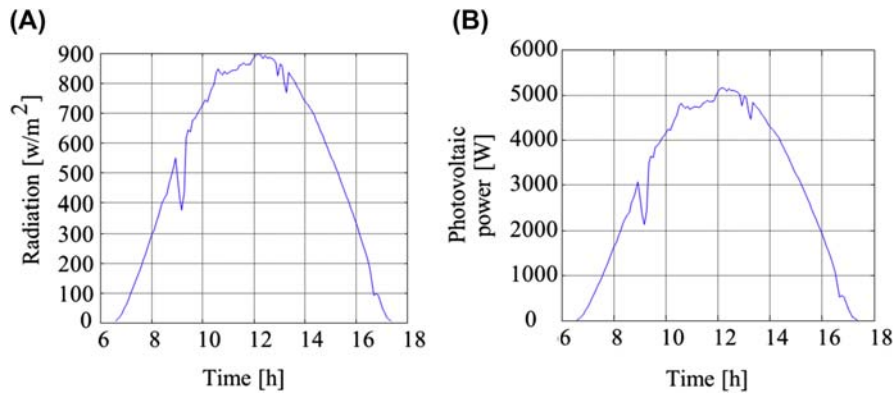 (A)
Radiation [w/m2]
900
800
700
600
500
400
300
200
100
0
6 8 10 12 14 16 18
Time [h]
(B)
Photovoltaic
power [W]
6000
5000
4000
3000
2000
1000
0
6 8 10 12 14 16 18
Time [h]